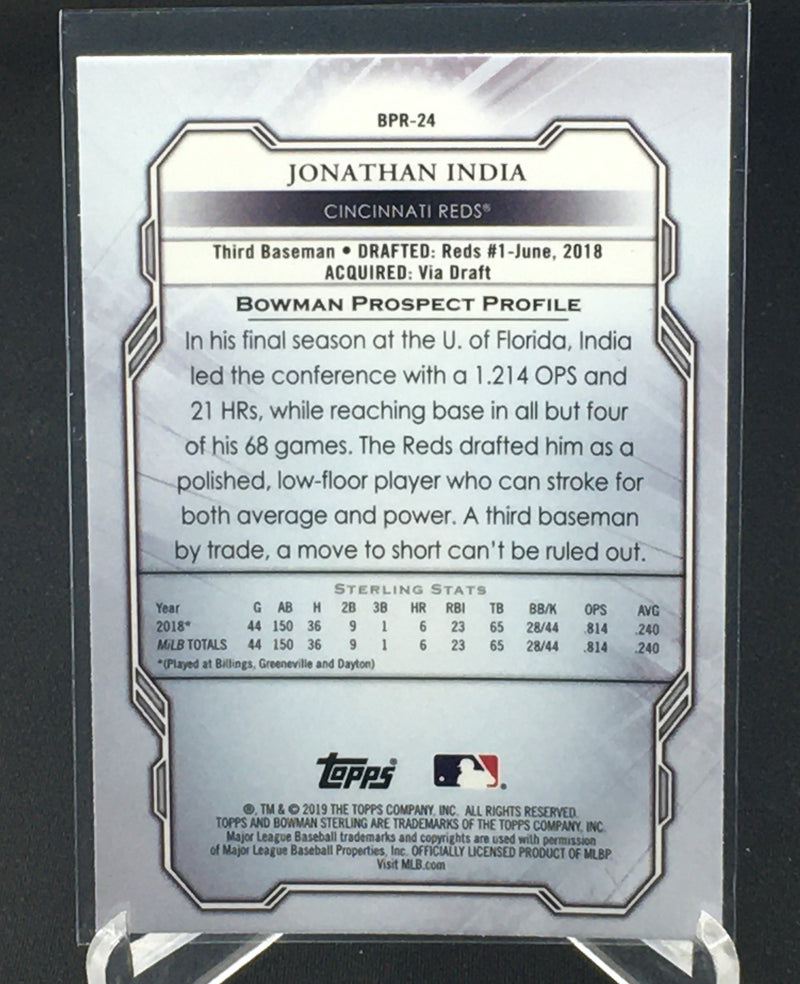 BPR-24
JONATHAN INDIA
CINCINNATI REDS®
Third Baseman • DRAFTED: Reds #1-June, 2018
ACQUIRED: Via Draft
BOWMAN PROSPECT PROFILE
In his final season at the U. of Florida, India
led the conference with a 1.214 OPS and
21 HRs, while reaching base in all but four
of his 68 games. The Reds drafted him as a
polished, low-floor player who can stroke for
both average and power. A third baseman
by trade, a move to short can't be ruled out.
STERLING STATS
Year G AB H 2B 3B HR RBI TB BB/K OPS AVG
2018* 44 150 36 9 1 6 23 65 28/44 .814 .240
MiLB TOTALS 44 150 36 9 1 6 23 65 28/44 .814 .240
*(Played at Billings, Greeneville and Dayton)
Topps®
®, TM & © 2019 THE TOPPS COMPANY, INC. ALL RIGHTS RESERVED.
TOPPS AND BOWMAN STERLING ARE TRADEMARKS OF THE TOPPS COMPANY, INC.
Major League Baseball trademarks and copyrights are used with permission
of Major League Baseball Properties, Inc. OFFICIALLY LICENSED PRODUCT OF MLBP.
Visit MLB.com